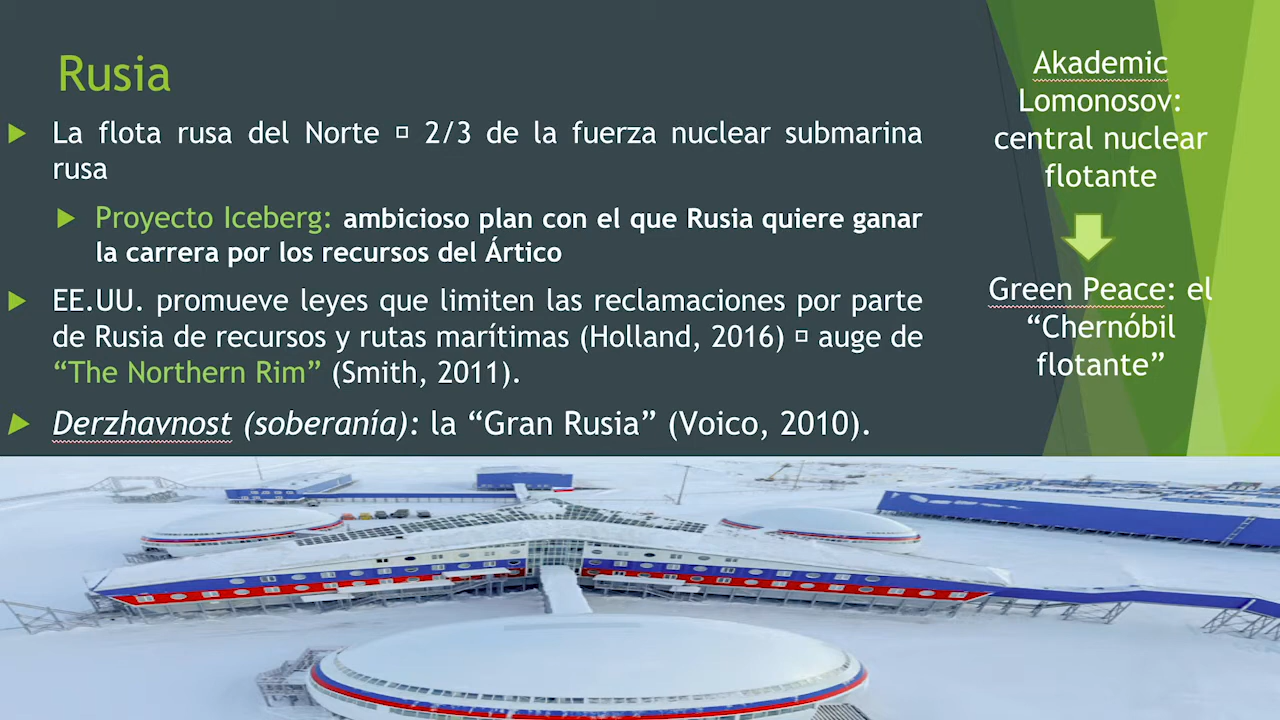 Rusia
La flota rusa del Norte □ 2/3 de la fuerza nuclear submarina
rusa
Proyecto Iceberg: ambicioso plan con el que Rusia quiere ganar
la carrera por los recursos del Ártico
EE.UU. promueve leyes que limiten las reclamaciones por parte
de Rusia de recursos y rutas marítimas (Holland, 2016) □ auge de
“The Northern Rim” (Smith, 2011).
Derzhavnost (soberanía): la “Gran Rusia” (Voico, 2010).
Akademic
Lomonosov:
central nuclear
flotante
Green Peace: el
“Chernóbil
flotante”